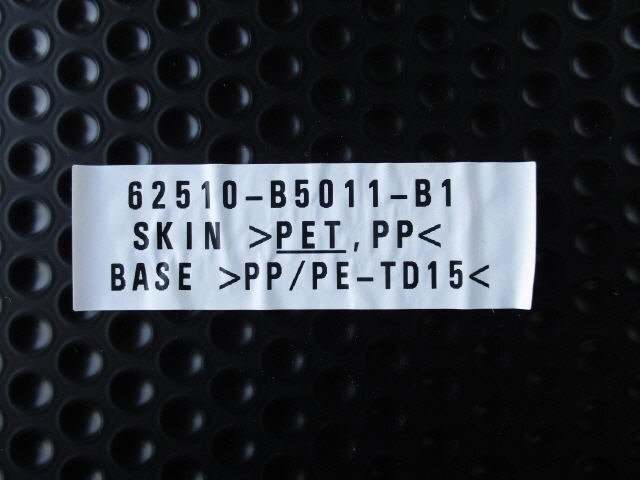 62510-B5011-B1
SKIN >PET,PP<
BASE >PP/PE-TD15<